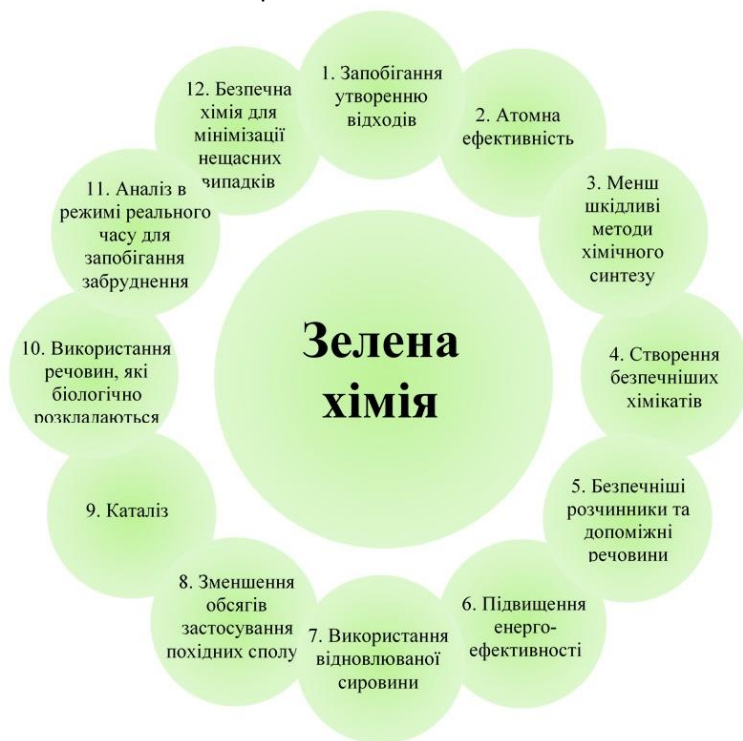 Зелена
хімія
1. Запобігання
утворенню
відходів
2. Атомна
ефективність
3. Менш
шкідливі
методи
хімічного
синтезу
4. Створення
безпечніших
хімікатів
5. Безпечніші
розчинники та
допоміжні
речовини
6. Підвищення
енерго-
ефективності
7. Використання
відновлюваної
сировини
8. Зменшення
обсягів
застосування
похідних сполу
9. Каталіз
10. Використання
речовин, які
біологічно
розкладаються
11. Аналіз в
режимі реального
часу для
запобігання
забруднення
12. Безпечна
хімія для
мінімізації
нещасних
випадків